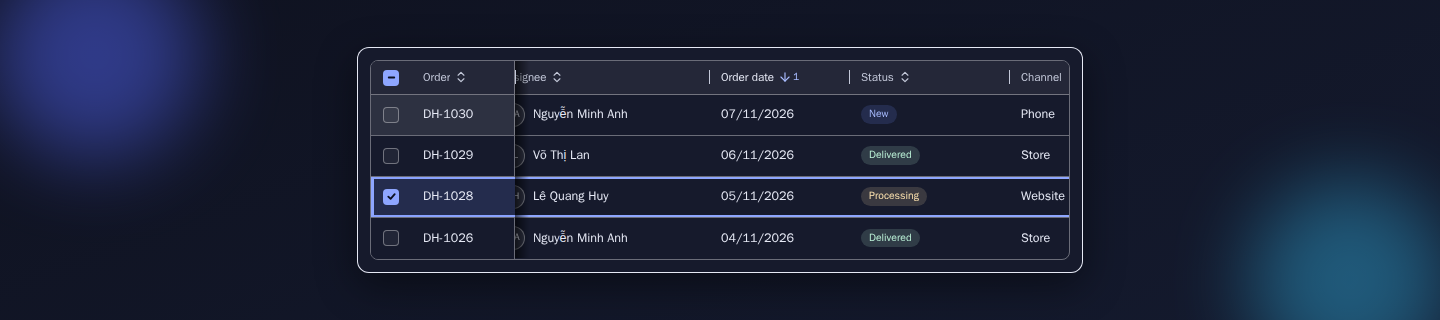 Order signee Order date 1 Status Channel
DH-1030 Nguyễn Minh Anh 07/11/2026 New Phone
DH-1029 Võ Thị Lan 06/11/2026 Delivered Store
DH-1028 Lê Quang Huy 05/11/2026 Processing Website
DH-1026 Nguyễn Minh Anh 04/11/2026 Delivered Store